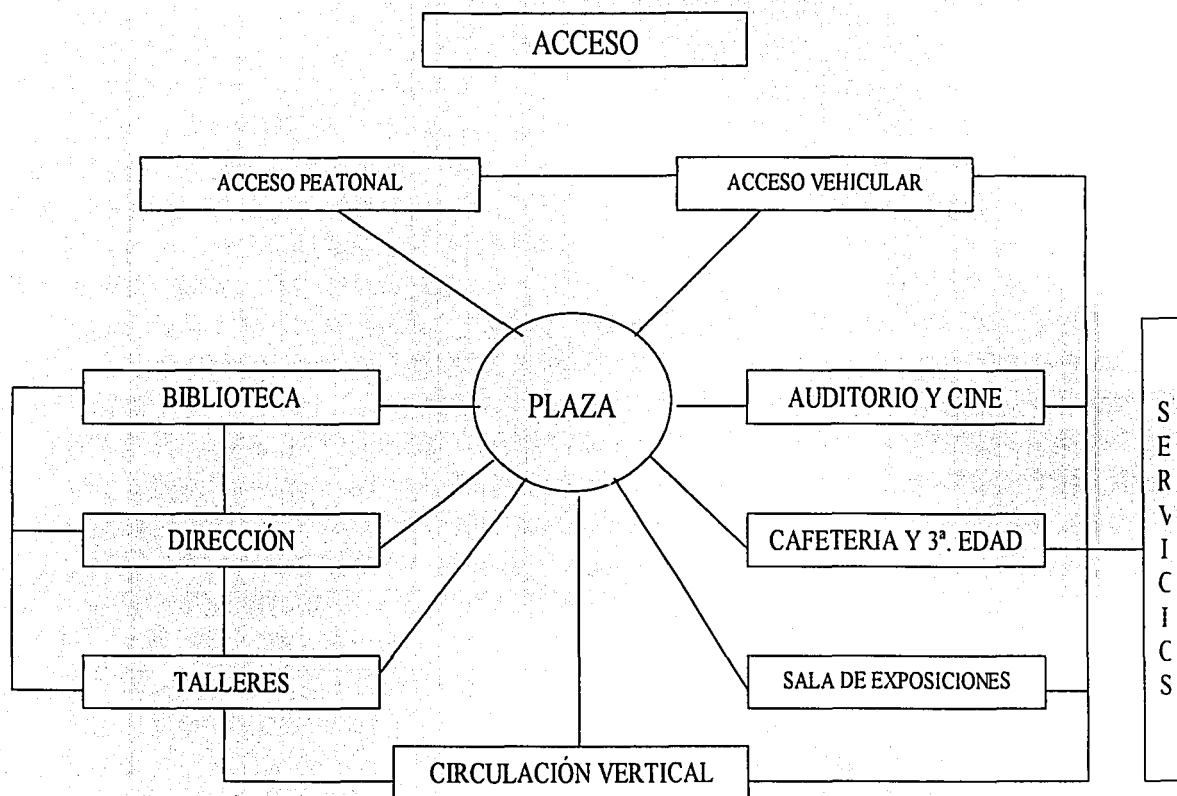 ACCESO
ACCESO PEATONAL
ACCESO VEHICULAR
BIBLIOTECA
PLAZA
AUDITORIO Y CINE
DIRECCIÓN
CAFETERIA Y 3ª. EDAD
TALLERES
SALA DE EXPOSICIONES
CIRCULACIÓN VERTICAL
SERVICIOS